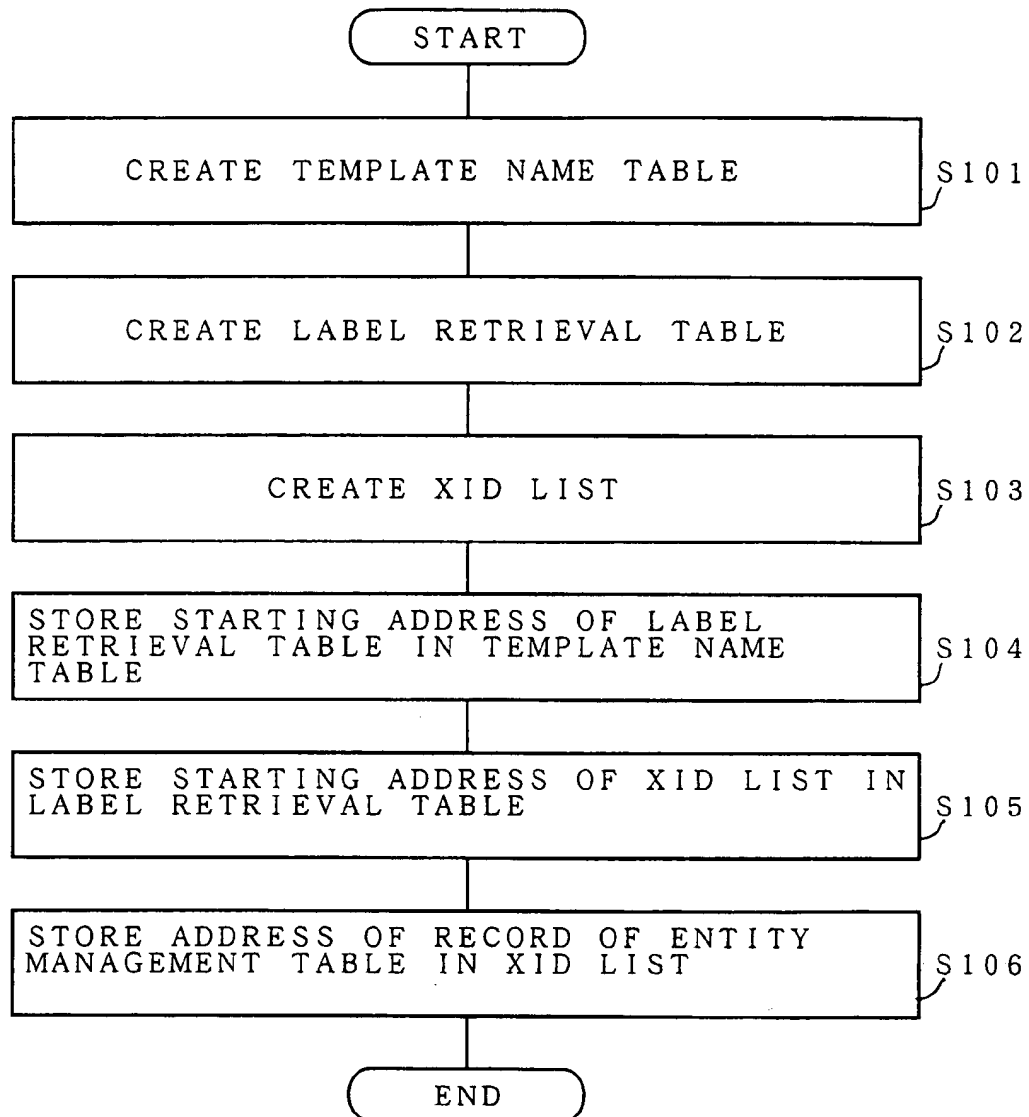 START
CREATE TEMPLATE NAME TABLE
S101
CREATE LABEL RETRIEVAL TABLE
S102
CREATE XID LIST
S103
STORE STARTING ADDRESS OF LABEL
RETRIEVAL TABLE IN TEMPLATE NAME
TABLE
S104
STORE STARTING ADDRESS OF XID LIST IN
LABEL RETRIEVAL TABLE
S105
STORE ADDRESS OF RECORD OF ENTITY
MANAGEMENT TABLE IN XID LIST
S106
END